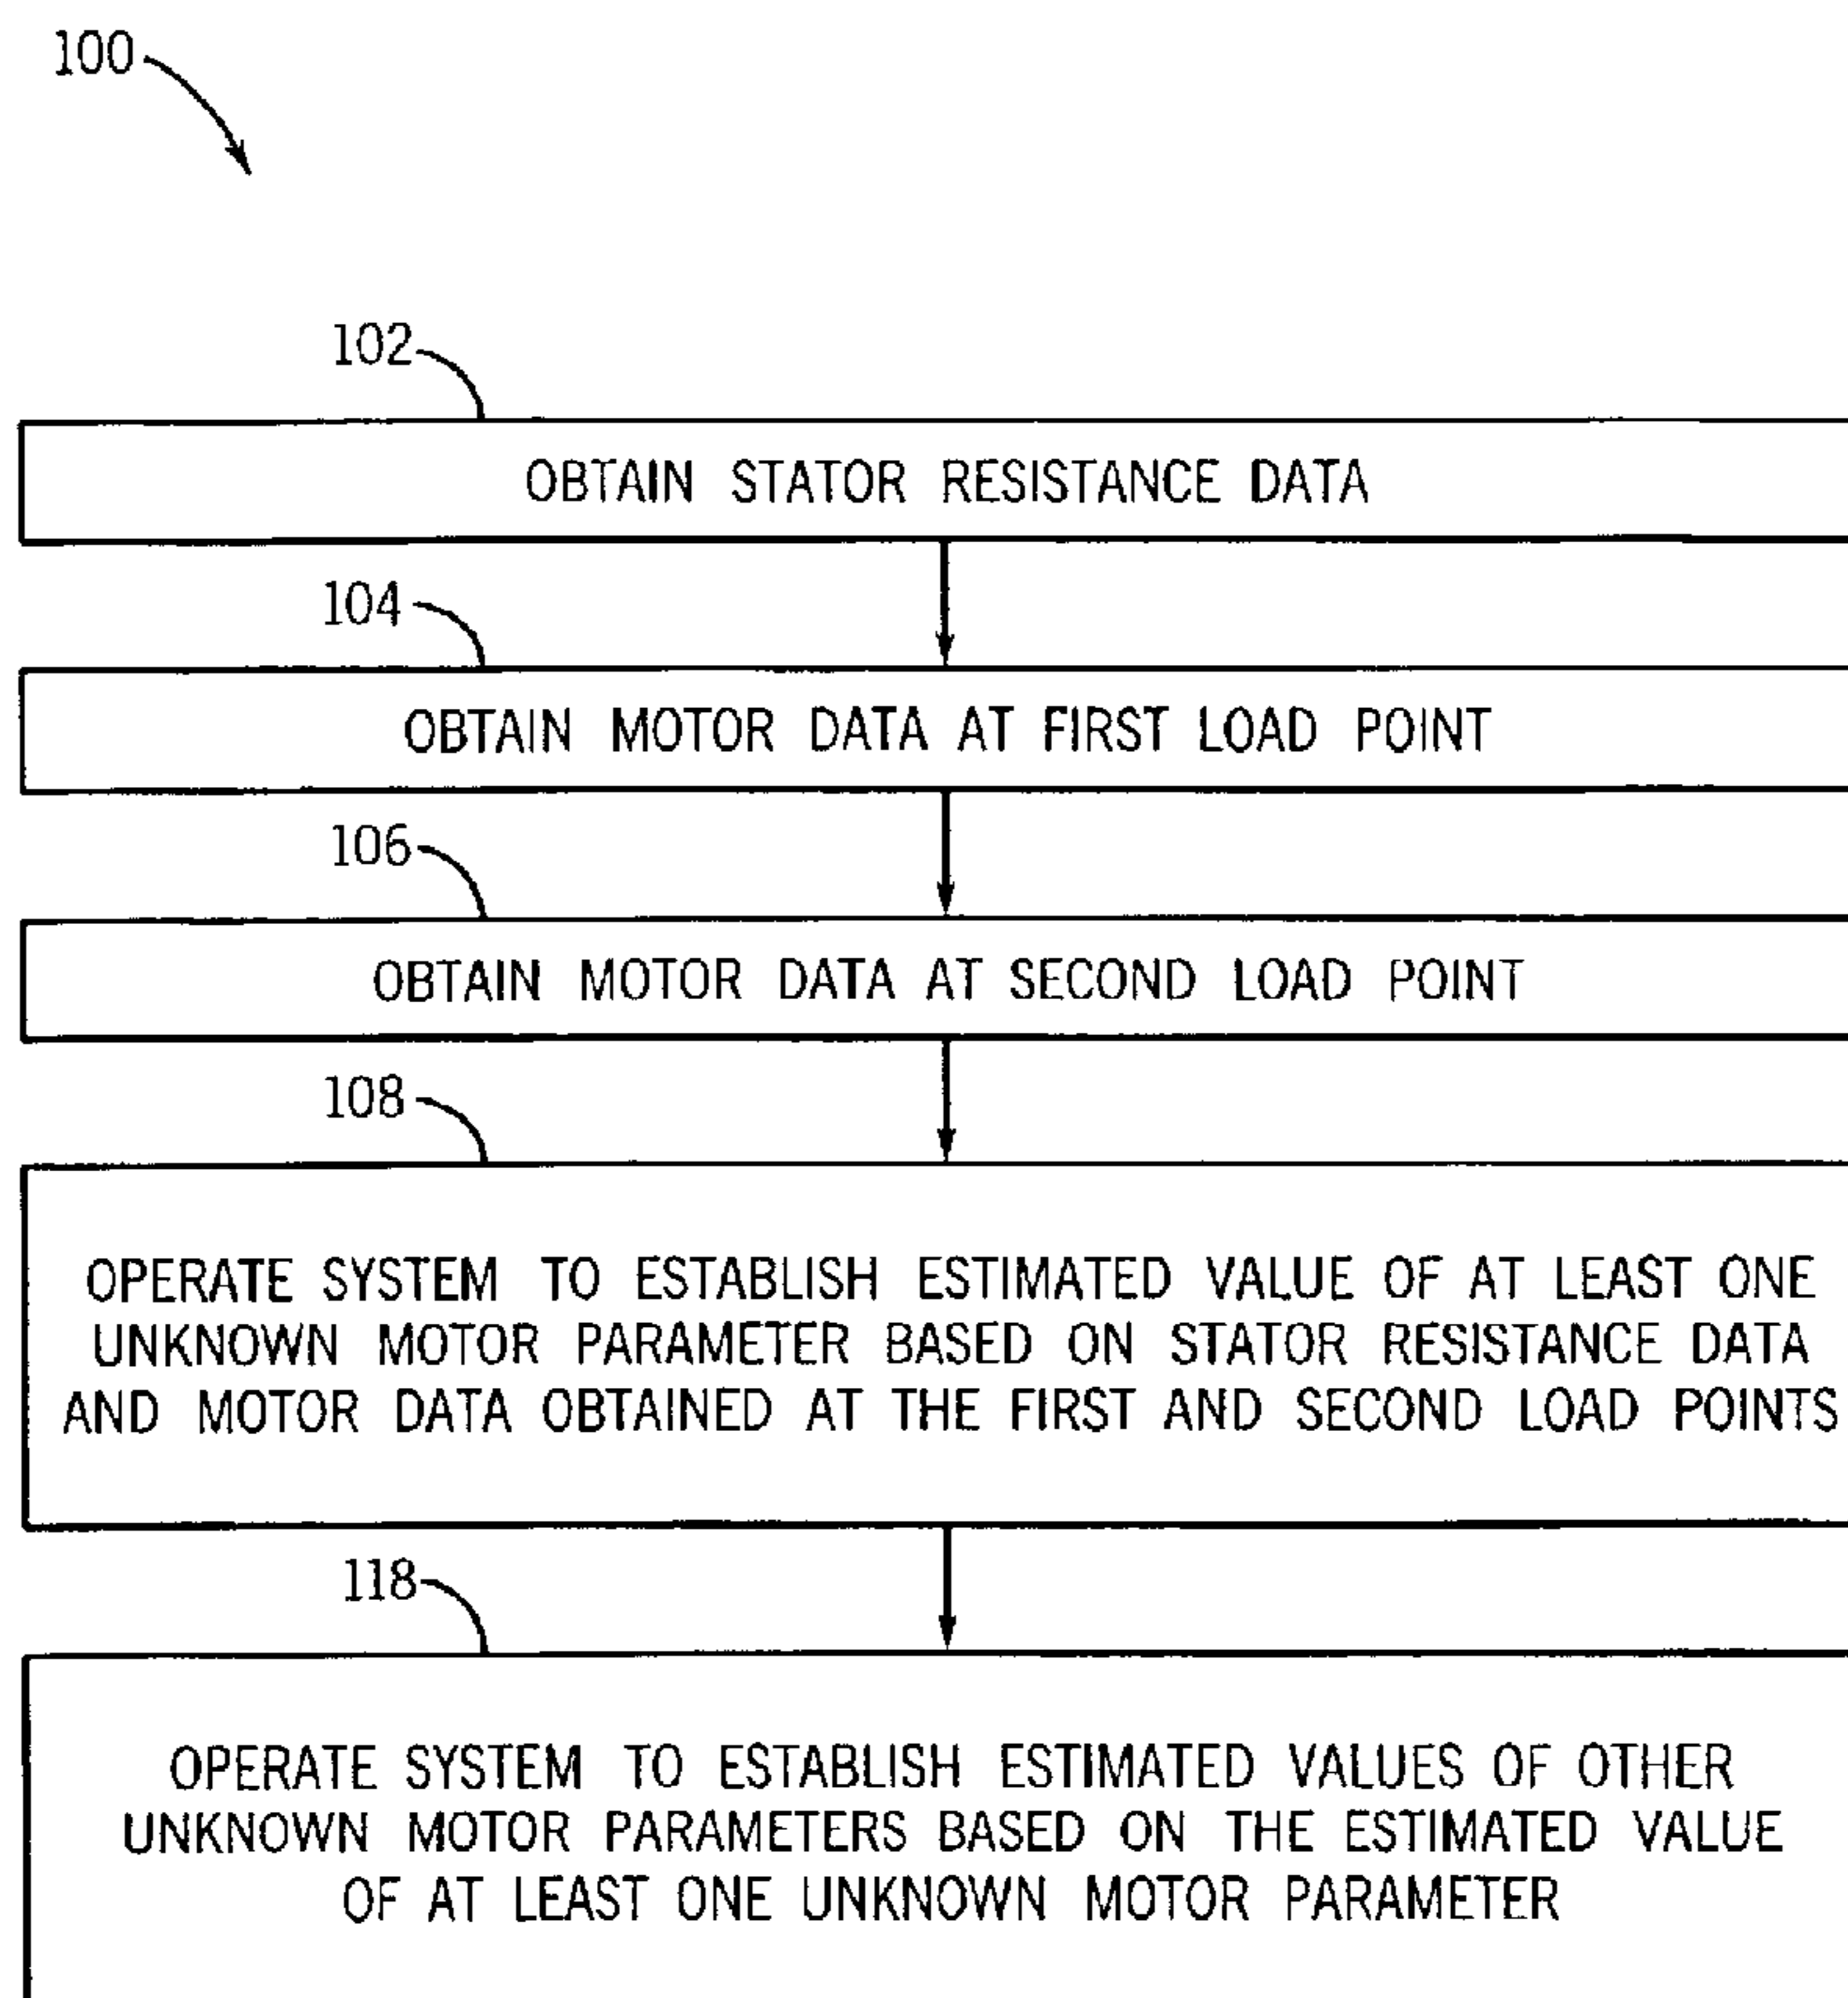 100
102
OBTAIN STATOR RESISTANCE DATA
104
OBTAIN MOTOR DATA AT FIRST LOAD POINT
106
OBTAIN MOTOR DATA AT SECOND LOAD POINT
108
OPERATE SYSTEM TO ESTABLISH ESTIMATED VALUE OF AT LEAST ONE
UNKNOWN MOTOR PARAMETER BASED ON STATOR RESISTANCE DATA
AND MOTOR DATA OBTAINED AT THE FIRST AND SECOND LOAD POINTS
118
OPERATE SYSTEM TO ESTABLISH ESTIMATED VALUES OF OTHER
UNKNOWN MOTOR PARAMETERS BASED ON THE ESTIMATED VALUE
OF AT LEAST ONE UNKNOWN MOTOR PARAMETER